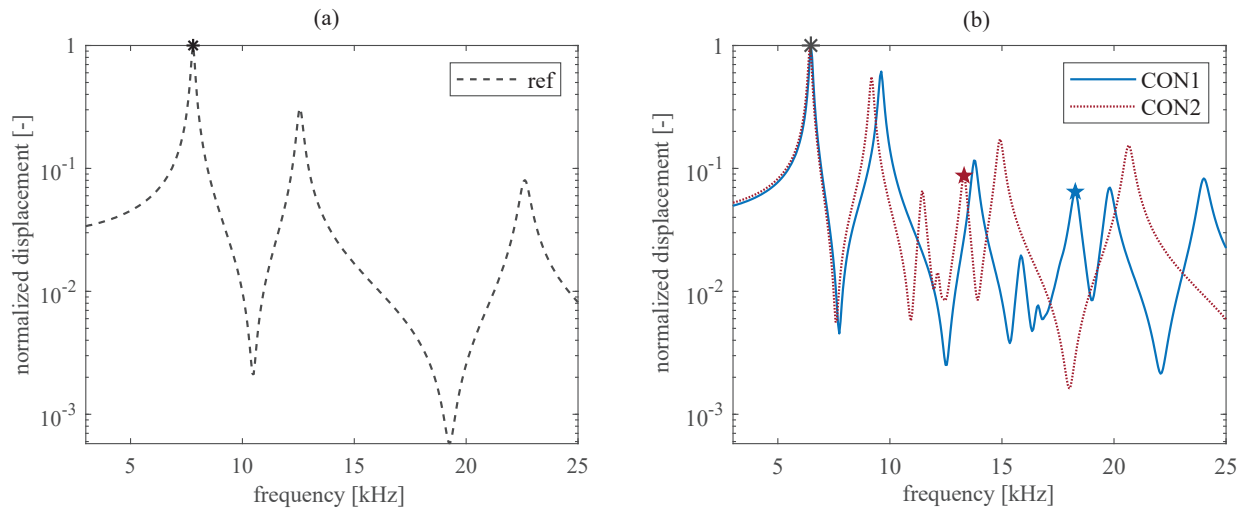 (a)
1
10^-1
10^-2
10^-3
normalized displacement [-]
ref
5 10 15 20 25
frequency [kHz]
(b)
1
10^-1
10^-2
10^-3
normalized displacement [-]
CON1
CON2
5 10 15 20 25
frequency [kHz]